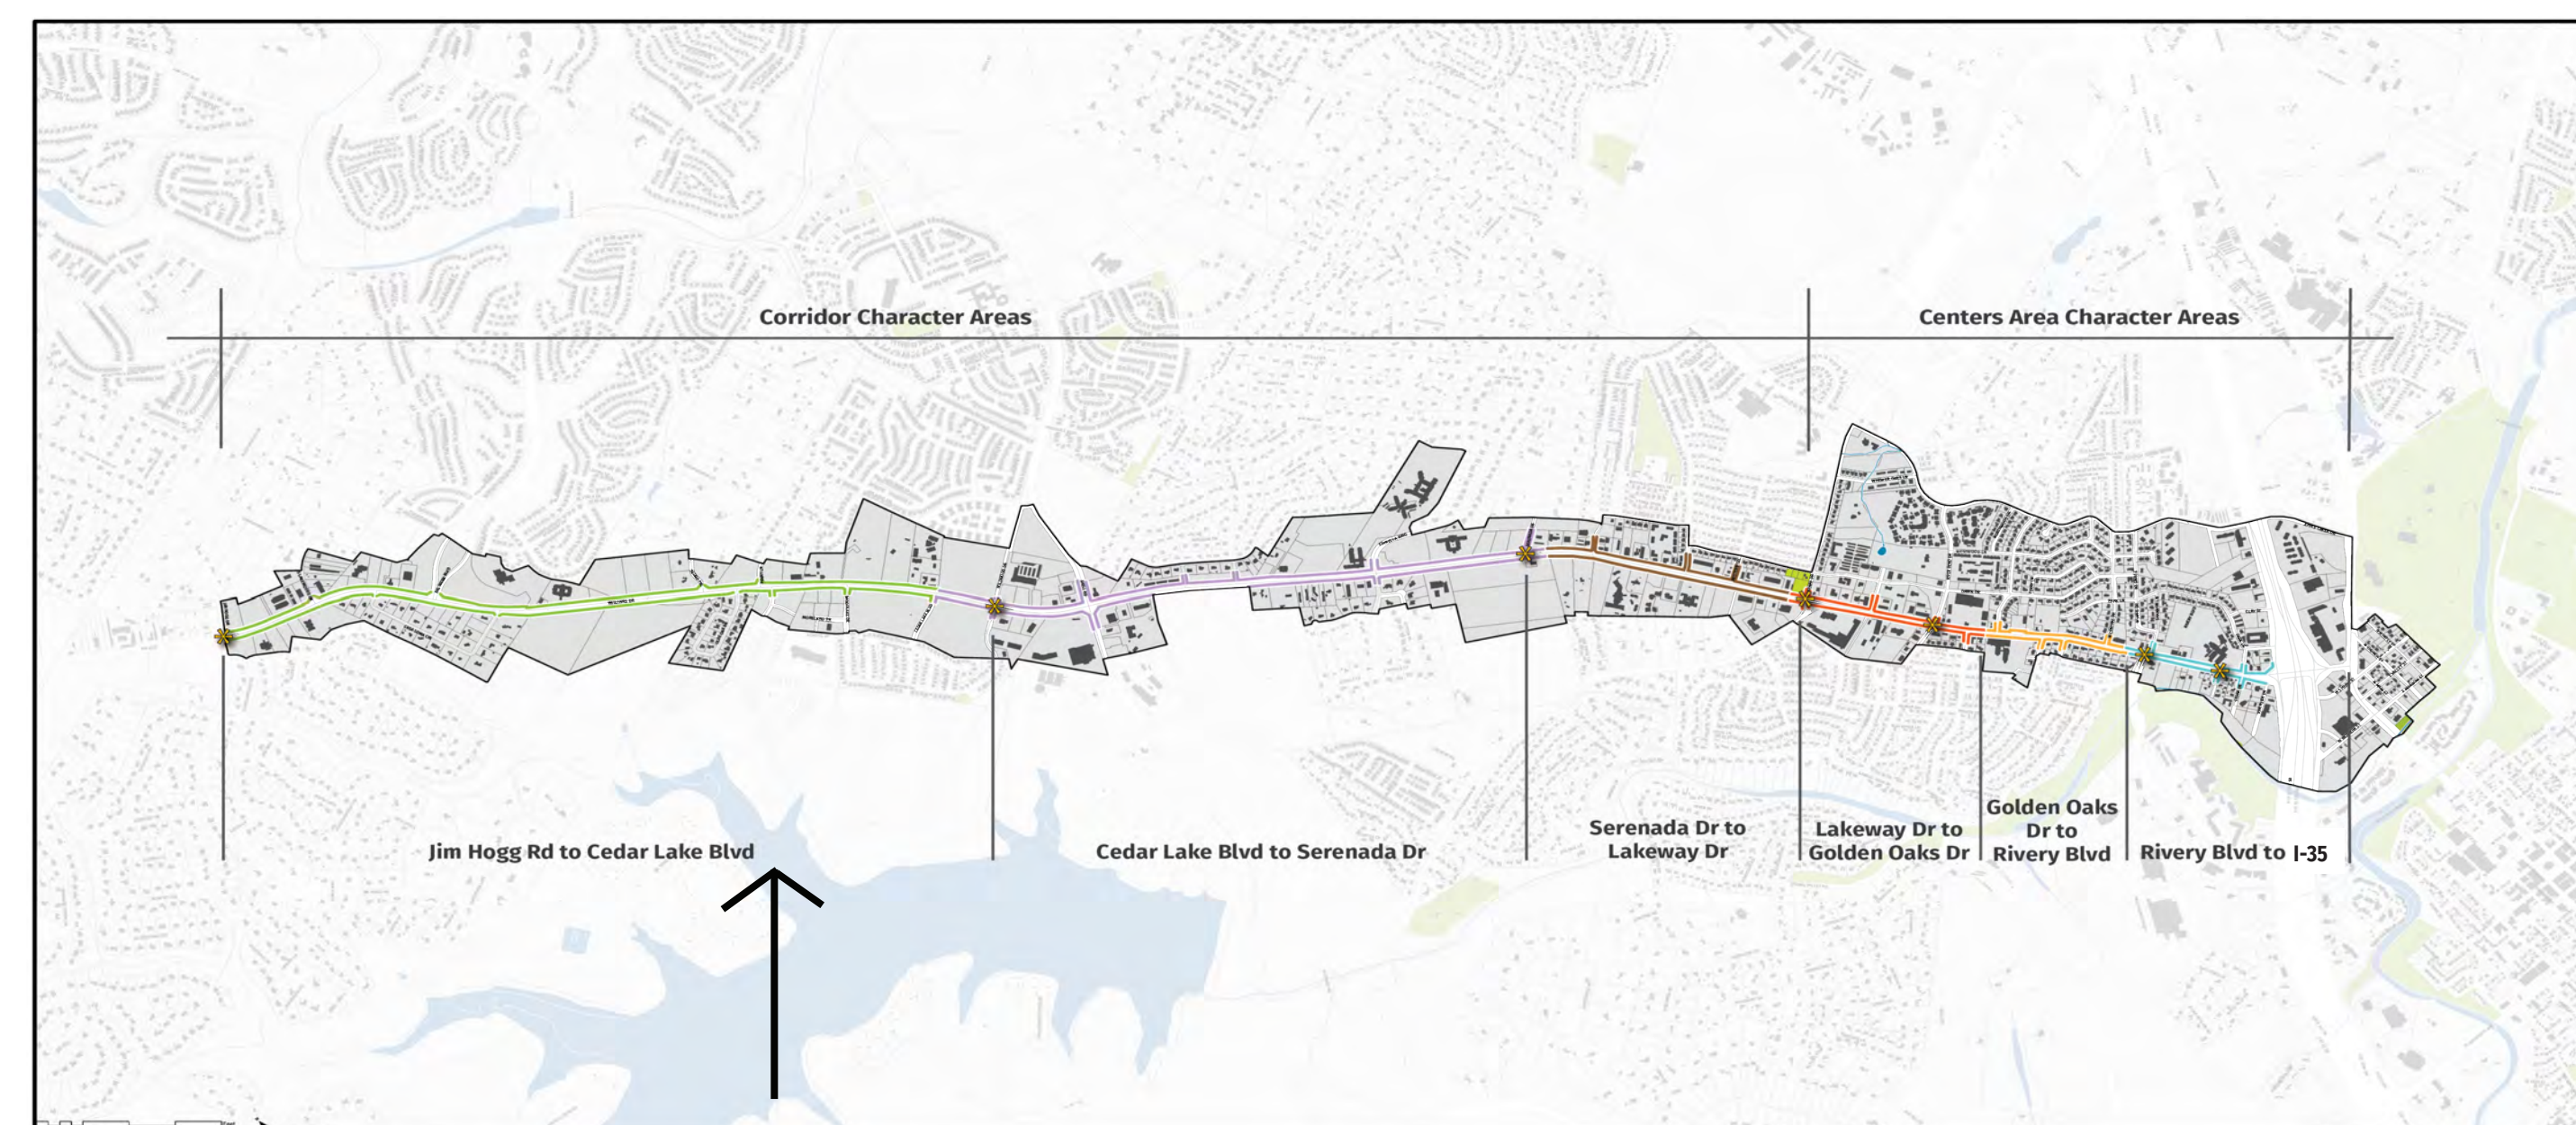 Corridor Character Areas
Centers Area Character Areas
Jim Hogg Rd to Cedar Lake Blvd
Cedar Lake Blvd to Serenada Dr
Serenada Dr to
Lakeway Dr
Lakeway Dr to
Golden Oaks Dr
Golden Oaks
Dr to
Rivery Blvd
Rivery Blvd to I-35